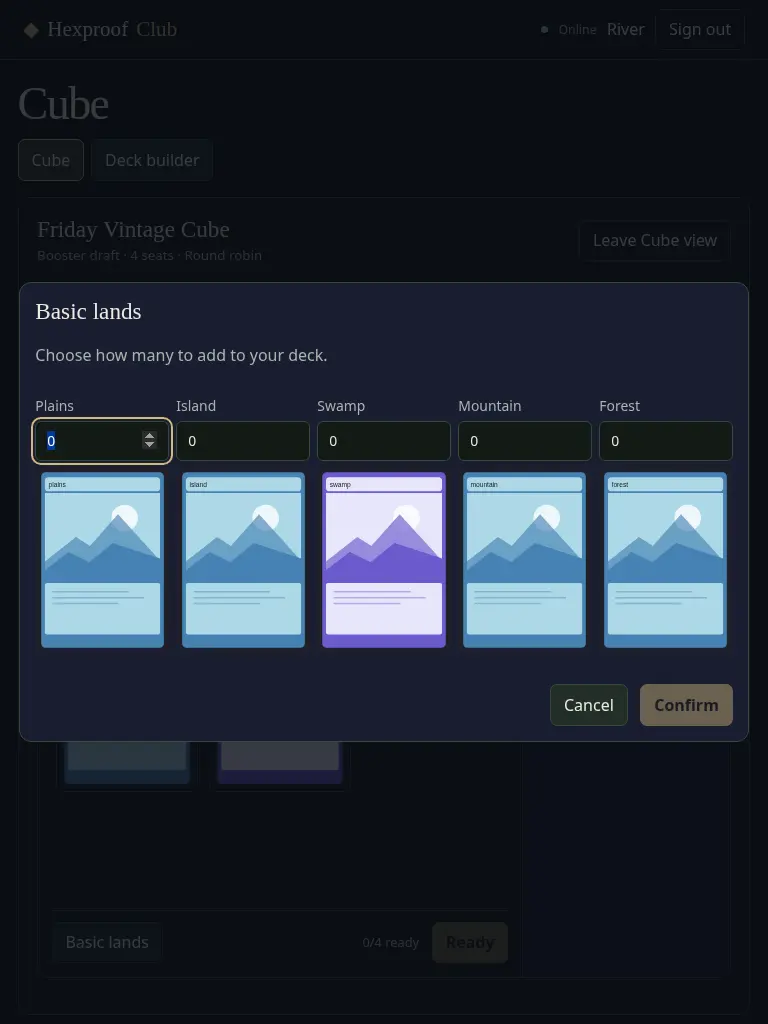 Hexproof Club
Online River Sign out
Cube
Cube Deck builder
Friday Vintage Cube
Booster draft · 4 seats · Round robin
Leave Cube view
Basic lands
Choose how many to add to your deck.
Plains Island Swamp Mountain Forest
0 0 0 0 0
plains island swamp mountain forest
Cancel Confirm
Basic lands 0/4 ready Ready